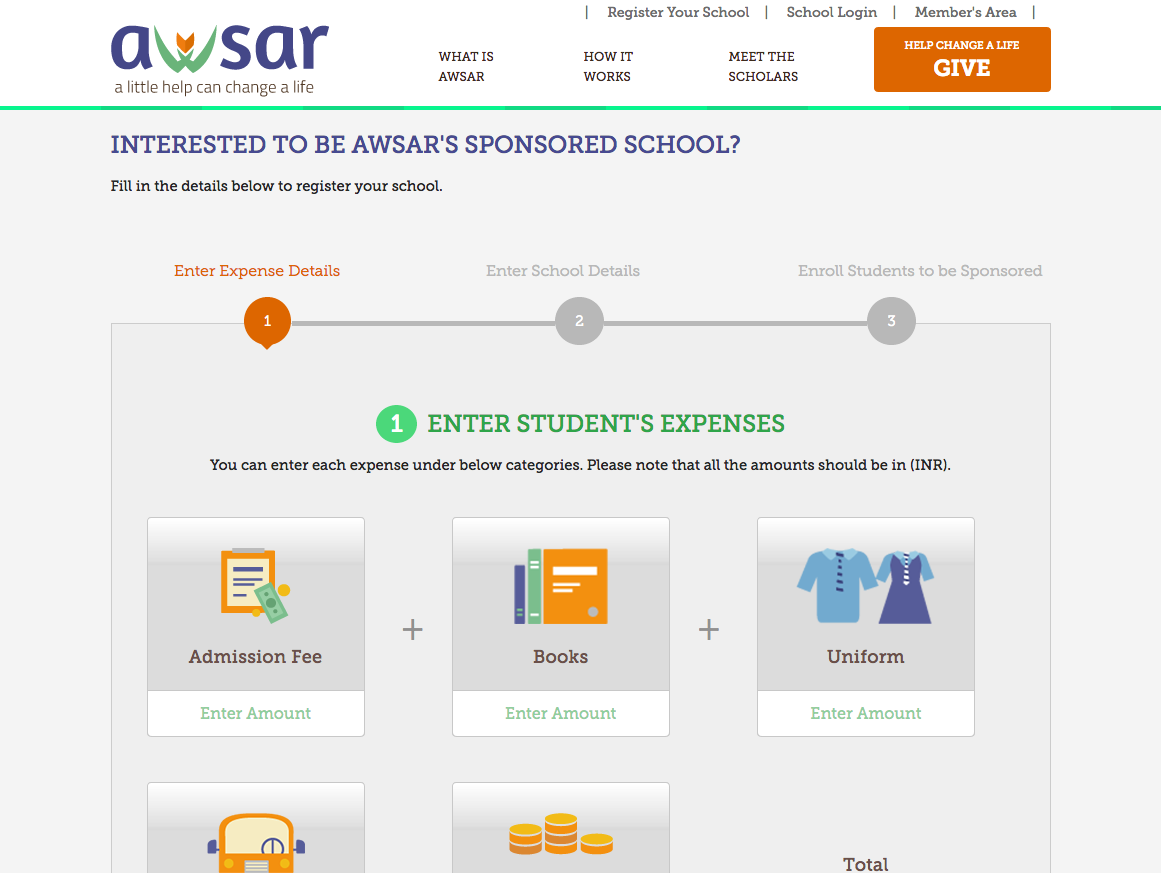 | Register Your School | School Login | Member's Area |
awsar
a little help can change a life
WHAT IS
AWSAR
HOW IT
WORKS
MEET THE
SCHOLARS
HELP CHANGE A LIFE
GIVE
INTERESTED TO BE AWSAR'S SPONSORED SCHOOL?
Fill in the details below to register your school.
Enter Expense Details
Enter School Details
Enroll Students to be Sponsored
1
2
3
1 ENTER STUDENT'S EXPENSES
You can enter each expense under below categories. Please note that all the amounts should be in (INR).
Admission Fee
+
Books
+
Uniform
Enter Amount
Enter Amount
Enter Amount
Total